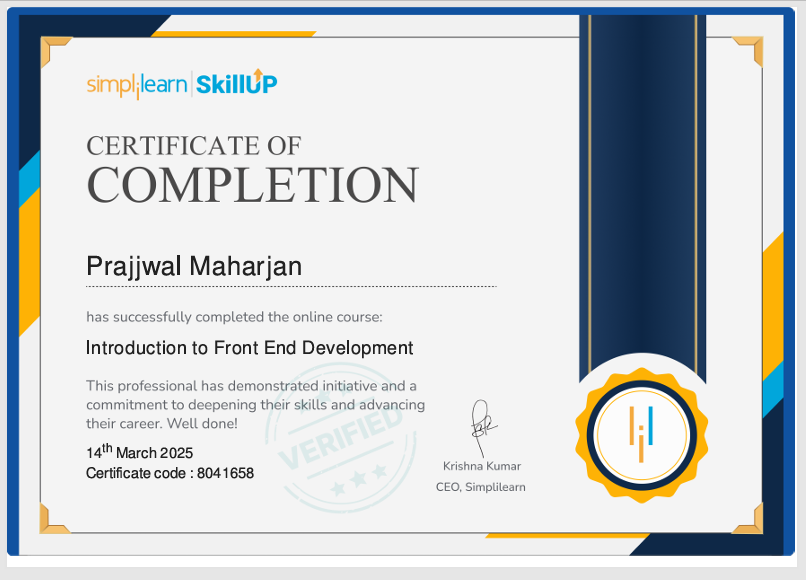 simplilearn | SkillUP
CERTIFICATE OF
COMPLETION
Prajjwal Maharjan
has successfully completed the online course:
Introduction to Front End Development
This professional has demonstrated initiative and a
commitment to deepening their skills and advancing
their career. Well done!
VERIFIED
14th March 2025
Certificate code : 8041658
Krishna Kumar
CEO, Simplilearn